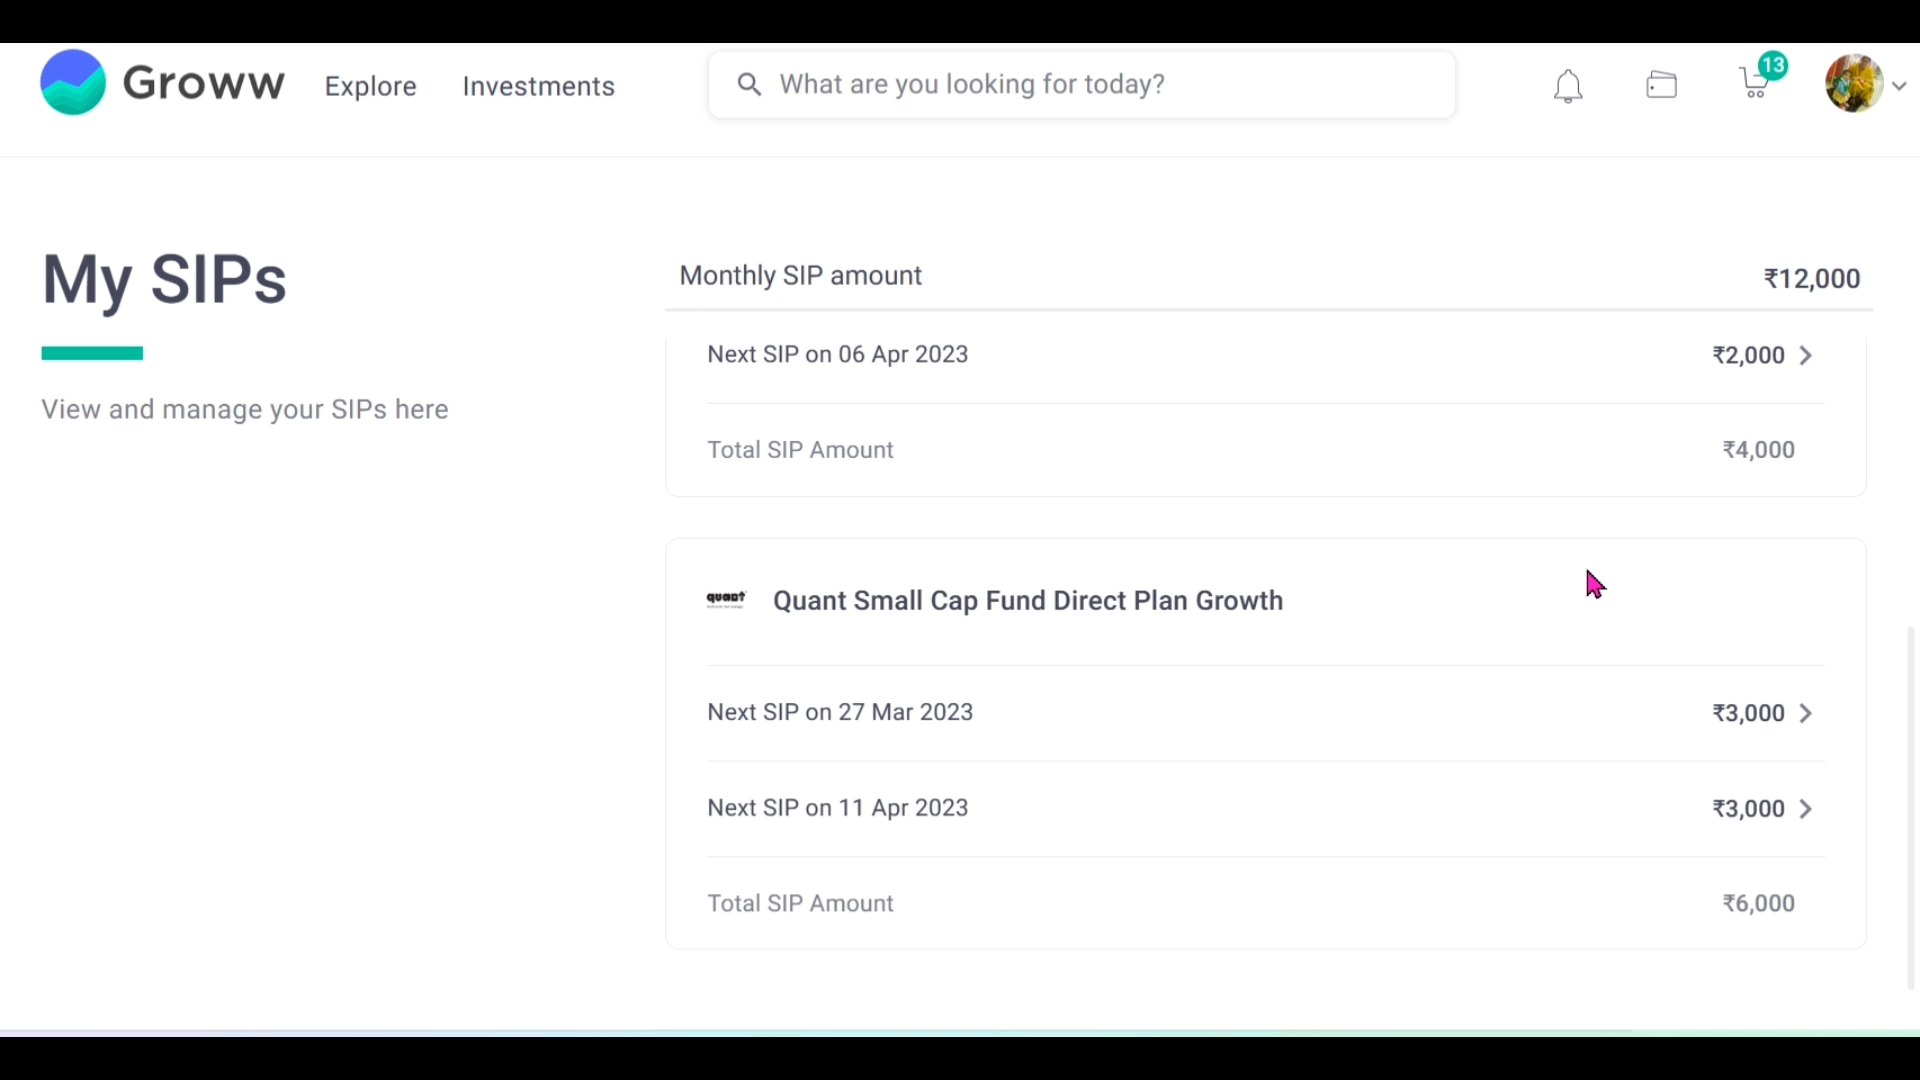 Groww Explore Investments What are you looking for today? 13
My SIPs
View and manage your SIPs here
Monthly SIP amount ₹12,000
Next SIP on 06 Apr 2023 ₹2,000
Total SIP Amount ₹4,000
quant Quant Small Cap Fund Direct Plan Growth
Next SIP on 27 Mar 2023 ₹3,000
Next SIP on 11 Apr 2023 ₹3,000
Total SIP Amount ₹6,000